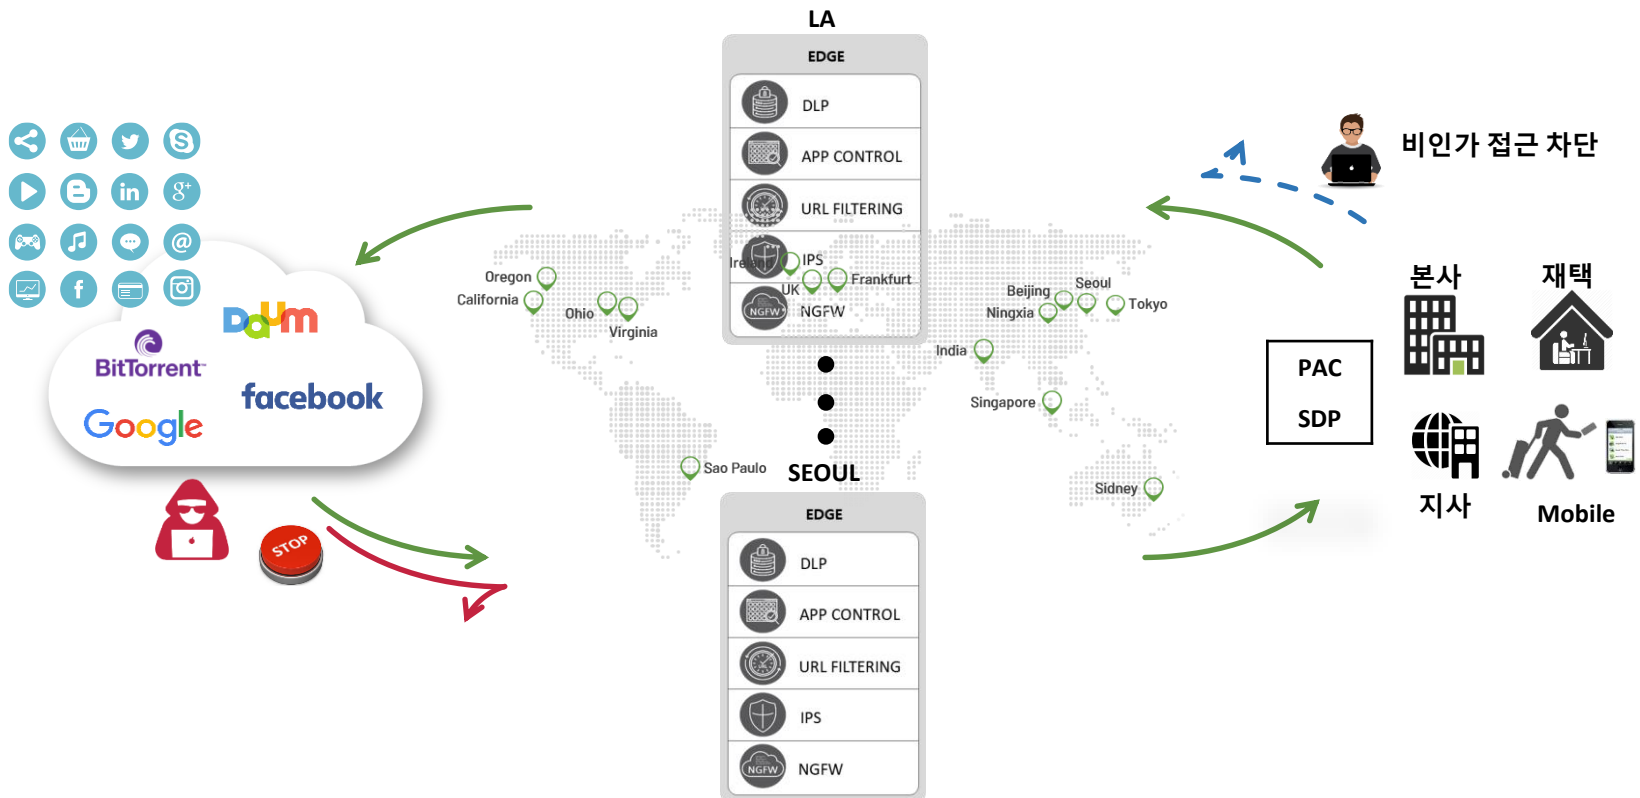 LA
EDGE
DLP
APP CONTROL
URL FILTERING
IPS
NGFW
NGFW
비인가 접근 차단
g+
@
Daum
BitTorrent
facebook
Google
STOP
Oregon
California
Ohio
Virginia
Sao Paulo
Ireland
UK
Frankfurt
Beijing
Seoul
Ningxia
Tokyo
India
Singapore
Sidney
SEOUL
EDGE
DLP
APP CONTROL
URL FILTERING
IPS
NGFW
NGFW
PAC
SDP
본사
재택
지사
Mobile